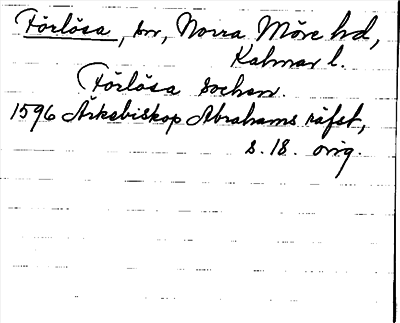 Förlösa, sn, Norra Möre hd,
Kalmar l.
Förlösa sochen.
1596 Ärkebiskop Abrahams räfst,
s. 18. orig.